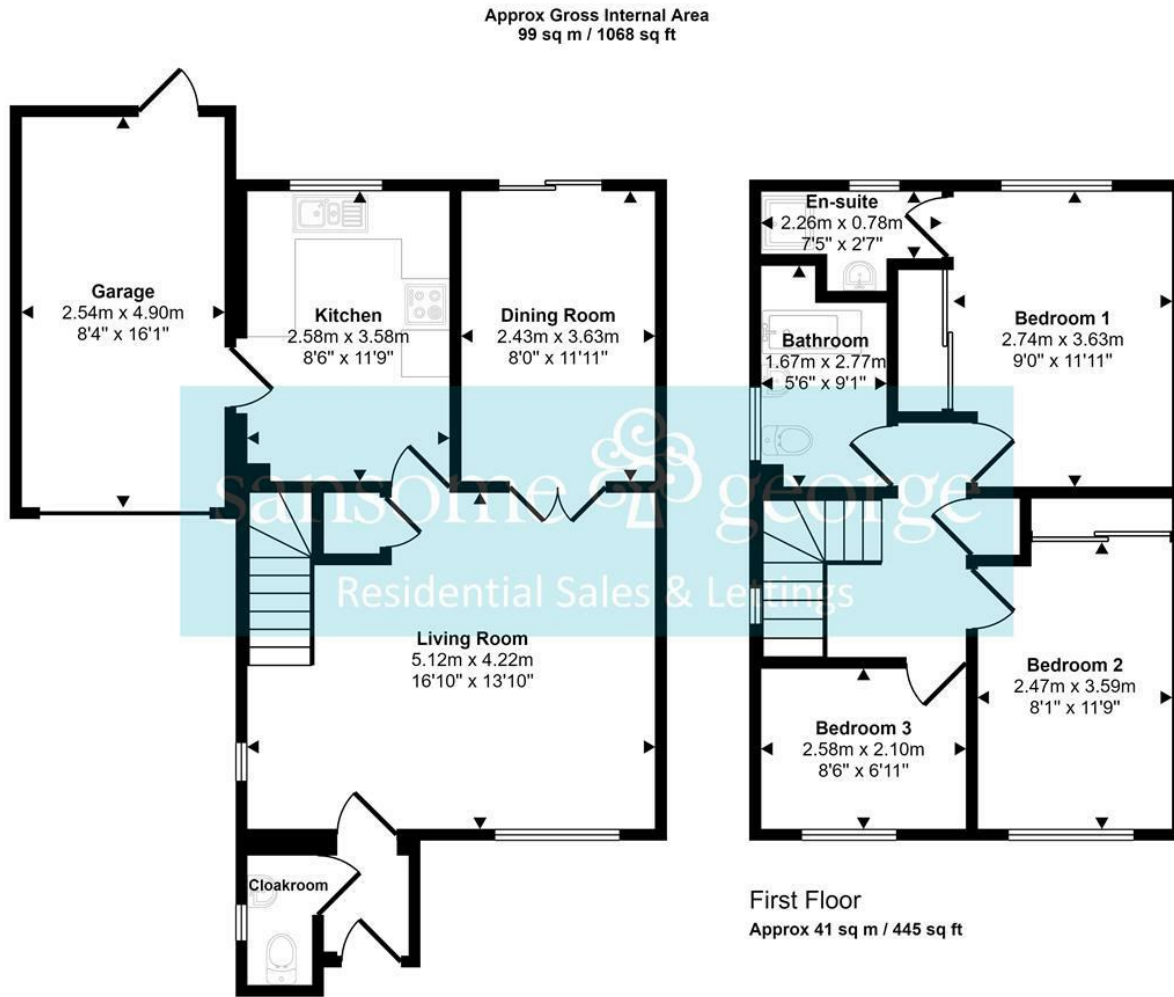 Approx Gross Internal Area
99 sq m / 1068 sq ft
Garage
2.54m x 4.90m
8'4" x 16'1"
Kitchen
2.58m x 3.58m
8'6" x 11'9"
Dining Room
2.43m x 3.63m
8'0" x 11'11"
En-suite
2.26m x 0.78m
7'5" x 2'7"
Bathroom
1.67m x 2.77m
5'6" x 9'1"
Bedroom 1
2.74m x 3.63m
9'0" x 11'11"
sansome george
Residential Sales & Lettings
Living Room
5.12m x 4.22m
16'10" x 13'10"
Bedroom 2
2.47m x 3.59m
8'1" x 11'9"
Bedroom 3
2.58m x 2.10m
8'6" x 6'11"
Cloakroom
First Floor
Approx 41 sq m / 445 sq ft